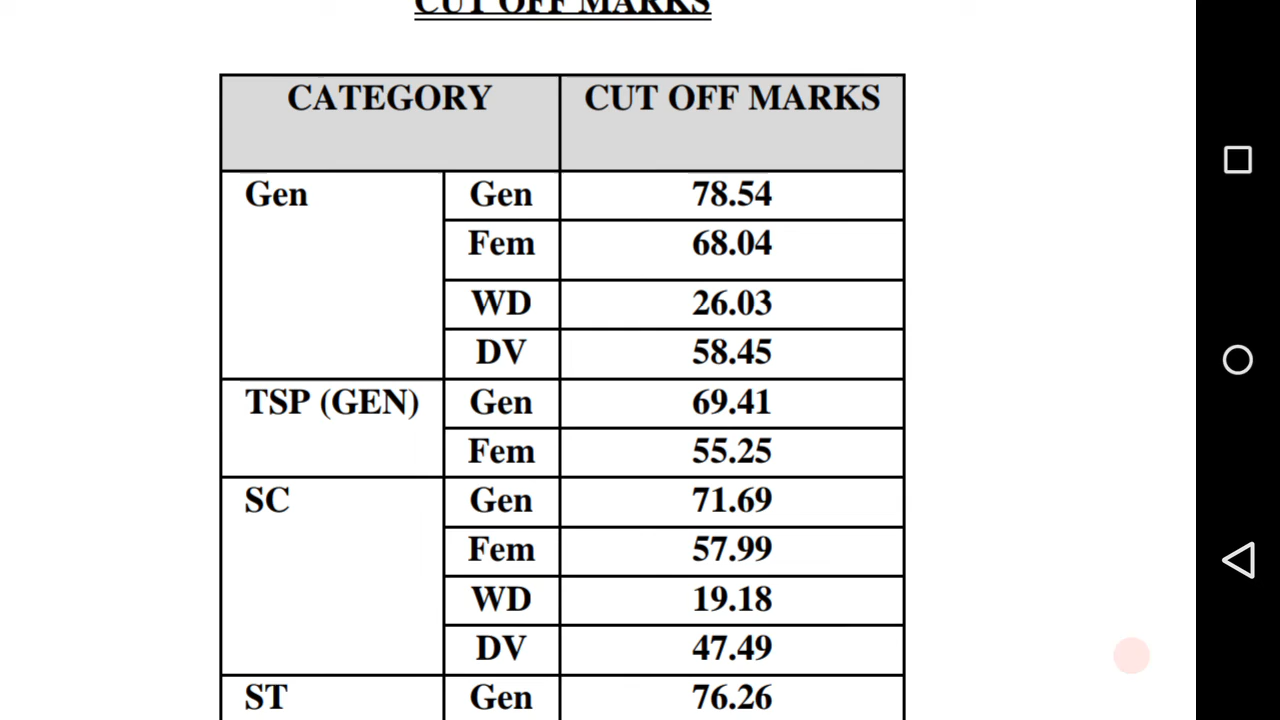 CUT OFF MARKS
CATEGORY CUT OFF MARKS
Gen Gen 78.54
Fem 68.04
WD 26.03
DV 58.45
TSP (GEN) Gen 69.41
Fem 55.25
SC Gen 71.69
Fem 57.99
WD 19.18
DV 47.49
ST Gen 76.26